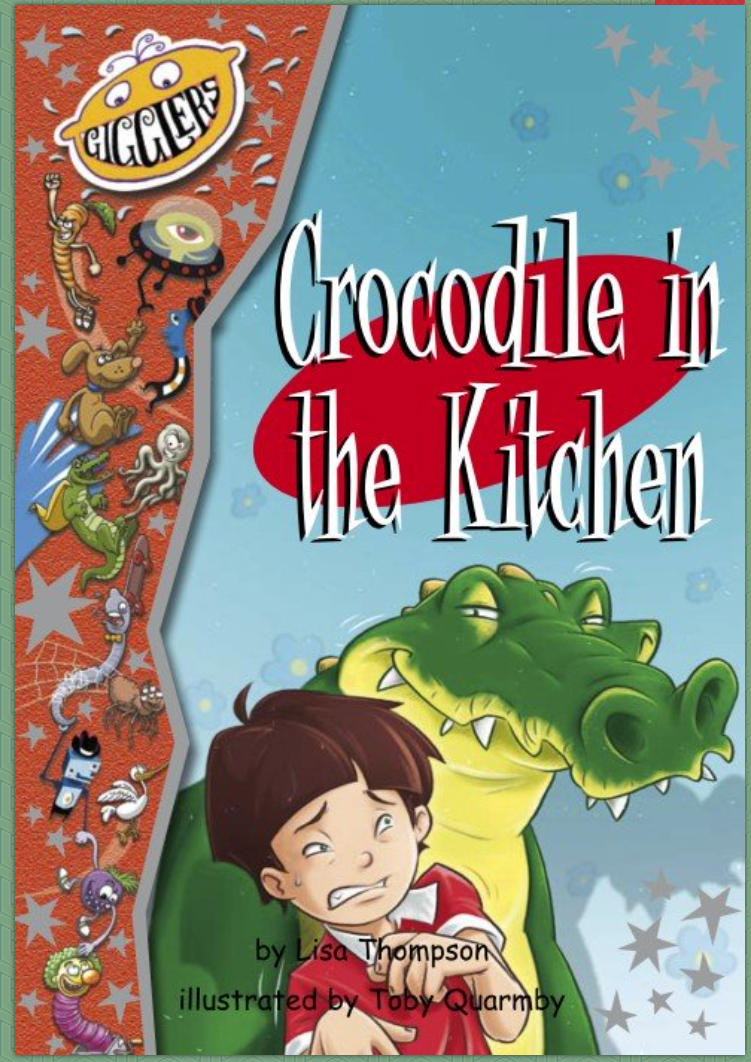 GIGGLERS
Crocodile in
the Kitchen
by Lisa Thompson
illustrated by Toby Quarmby